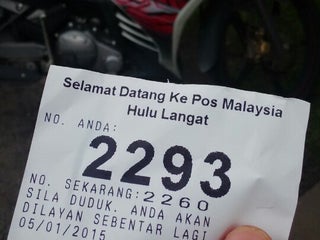 Selamat Datang Ke Pos Malaysia
Hulu Langat
NO. ANDA:
2293
NO. SEKARANG:2260
SILA DUDUK. ANDA AKAN
DILAYAN SEBENTAR LAGI
05/01/2015